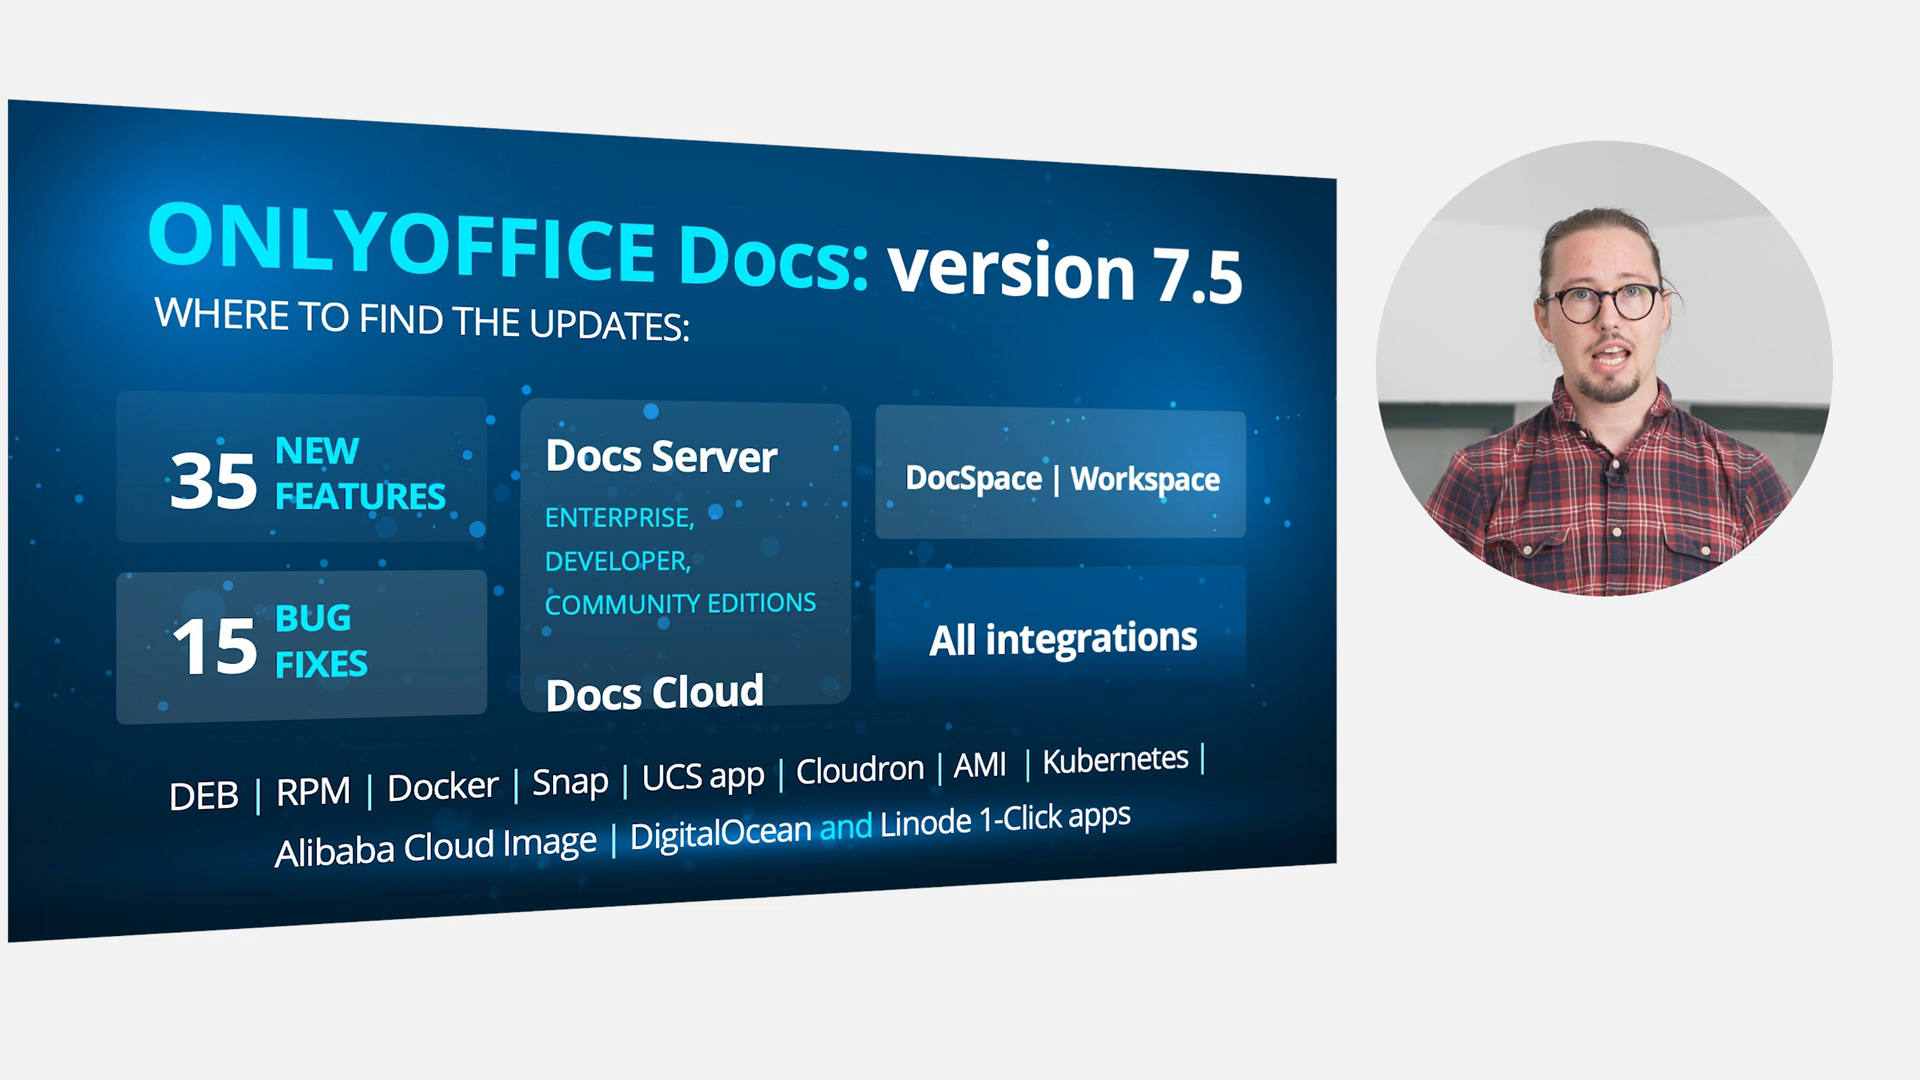 ONLYOFFICE Docs: version 7.5
WHERE TO FIND THE UPDATES:
35 NEW
FEATURES
15 BUG
FIXES
Docs Server
ENTERPRISE,
DEVELOPER,
COMMUNITY EDITIONS
Docs Cloud
DocSpace | Workspace
All integrations
DEB | RPM | Docker | Snap | UCS app | Cloudron | AMI | Kubernetes |
Alibaba Cloud Image | DigitalOcean and Linode 1-Click apps